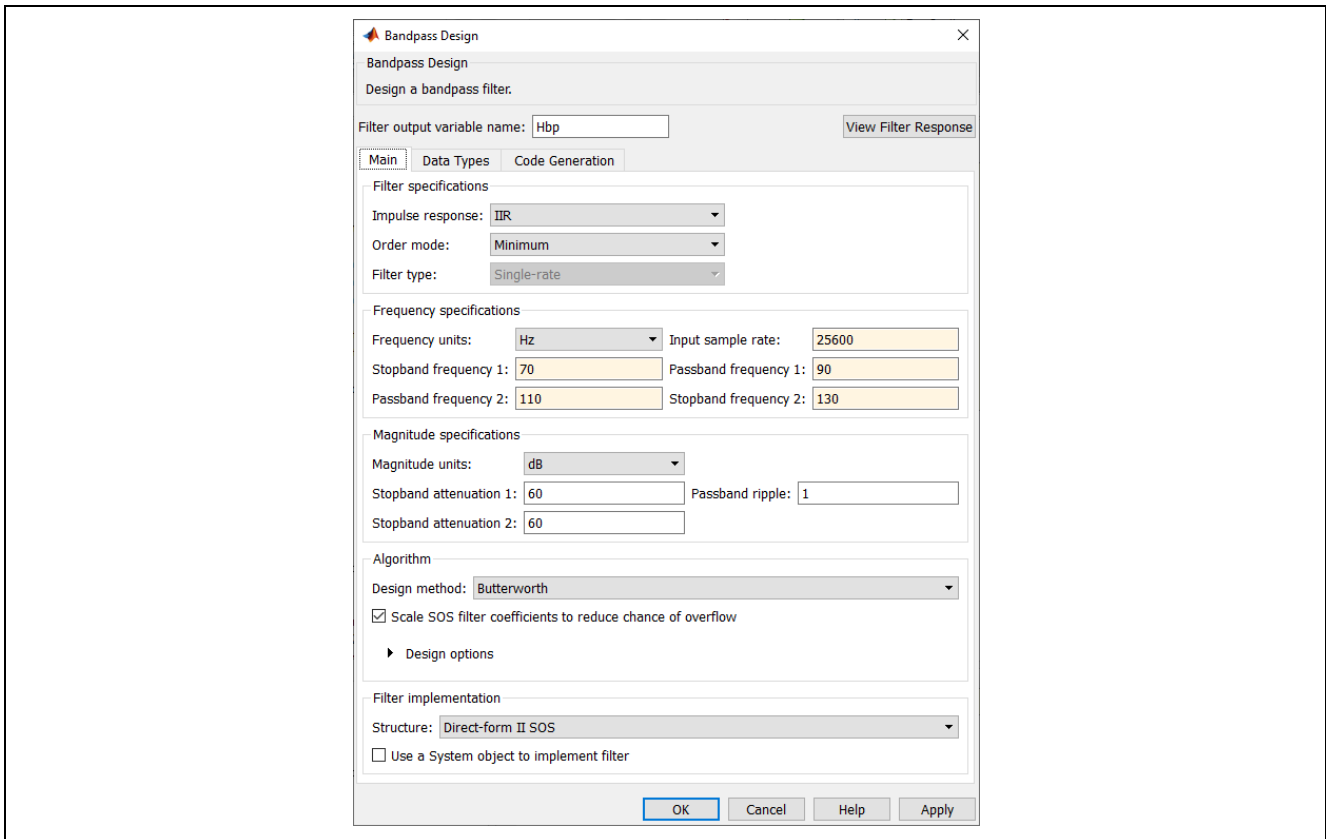 Bandpass Design
Bandpass Design
Design a bandpass filter.
Filter output variable name: Hbp View Filter Response
Main Data Types Code Generation
Filter specifications
Impulse response: IIR
Order mode: Minimum
Filter type: Single-rate
Frequency specifications
Frequency units: Hz Input sample rate: 25600
Stopband frequency 1: 70 Passband frequency 1: 90
Passband frequency 2: 110 Stopband frequency 2: 130
Magnitude specifications
Magnitude units: dB
Stopband attenuation 1: 60 Passband ripple: 1
Stopband attenuation 2: 60
Algorithm
Design method: Butterworth
Scale SOS filter coefficients to reduce chance of overflow
Design options
Filter implementation
Structure: Direct-form II SOS
Use a System object to implement filter
OK Cancel Help Apply